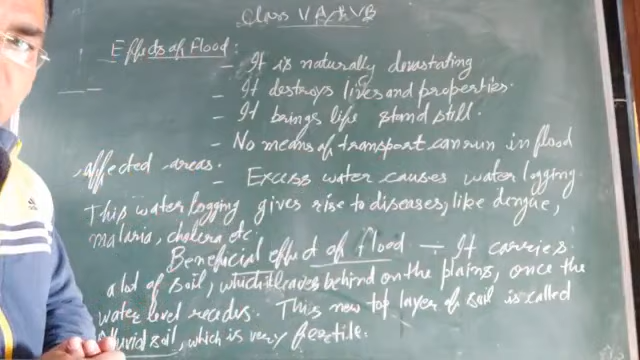 Class V A & V B
Effects of Flood:
- It is naturally devastating
- It destroys lives and properties.
- It brings life stand still.
- No means of transport can run in flood
affected areas.
- Excess water causes water logging.
This water logging gives rise to diseases, like dengue,
malaria, cholera etc.
Beneficial effect of flood - It carries
a lot of soil, which it leaves behind on the plains, once the
water level recedes. This new top layer of soil is called
alluvial soil, which is very fertile.